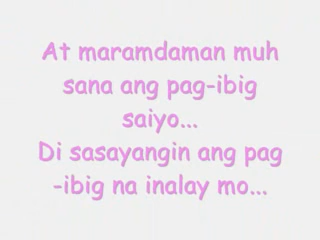 At maramdaman muh
sana ang pag-ibig
saiyo...
Di sasayangin ang pag
-ibig na inalay mo...